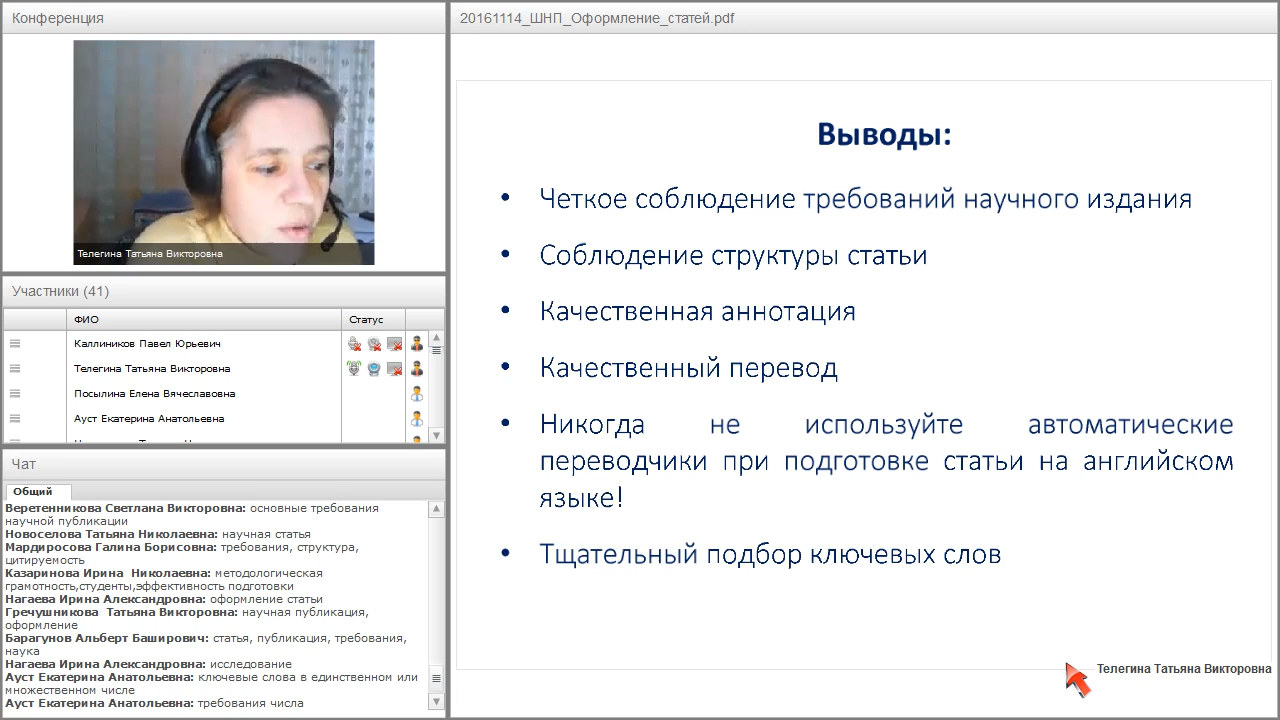 Конференция
Телегина Татьяна Викторовна
Участники (41)
ФИО Статус
Каллиников Павел Юрьевич
Телегина Татьяна Викторовна
Посылина Елена Вячеславовна
Ауст Екатерина Анатольевна
Чат
Общий
Веретенникова Светлана Викторовна: основные требования
научной публикации
Новоселова Татьяна Николаевна: научная статья
Мардиросова Галина Борисовна: требования, структура,
цитируемость
Казаринова Ирина Николаевна: методологическая
грамотность,студенты,эффективность подготовки
Нагаева Ирина Александровна: оформление статьи
Гречушникова Татьяна Викторовна: научная публикация,
оформление
Барагунов Альберт Баширович: статья, публикация, требования,
наука
Нагаева Ирина Александровна: исследование
Ауст Екатерина Анатольевна: ключевые слова в единственном или
множественном числе
Ауст Екатерина Анатольевна: требования числа
20161114_ШНП_Оформление_статей.pdf
Выводы:
• Четкое соблюдение требований научного издания
• Соблюдение структуры статьи
• Качественная аннотация
• Качественный перевод
• Никогда не используйте автоматические
переводчики при подготовке статьи на английском
языке!
• Тщательный подбор ключевых слов
Телегина Татьяна Викторовна